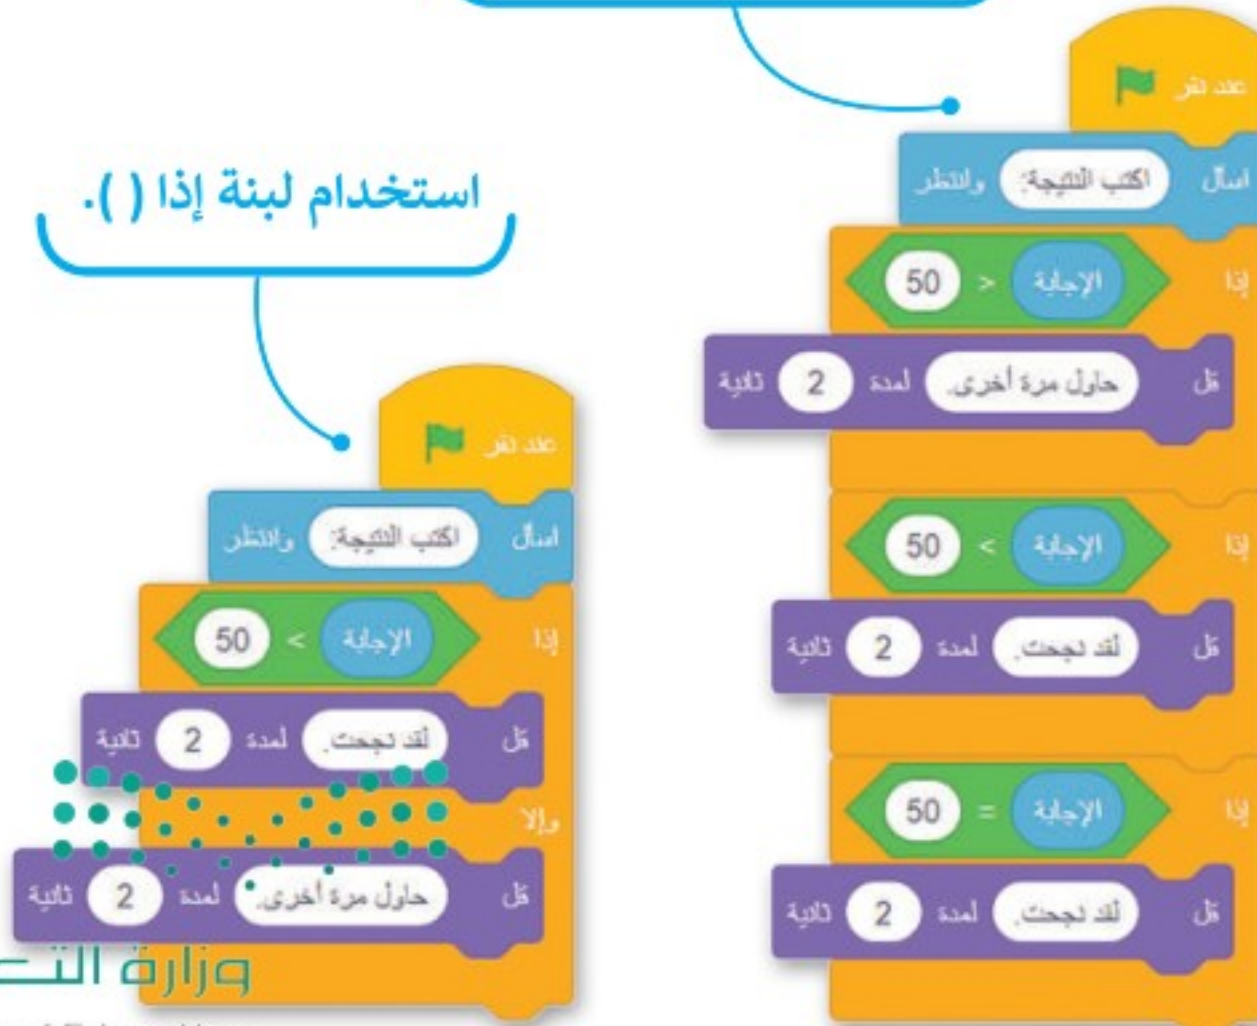 استخدام لبنة إذا ( ).
عند نقر
اسأل اكتب النتيجة: وانتظر
إذا الإجابة < 50
قل حاول مرة أخرى. لمدة 2 ثانية
إذا الإجابة > 50
قل لقد نجحت. لمدة 2 ثانية
إذا الإجابة = 50
قل لقد نجحت. لمدة 2 ثانية
عند نقر
اسأل اكتب النتيجة: وانتظر
إذا الإجابة > 50
قل لقد نجحت. لمدة 2 ثانية
وإلا
قل حاول مرة أخرى. لمدة 2 ثانية
وزارة